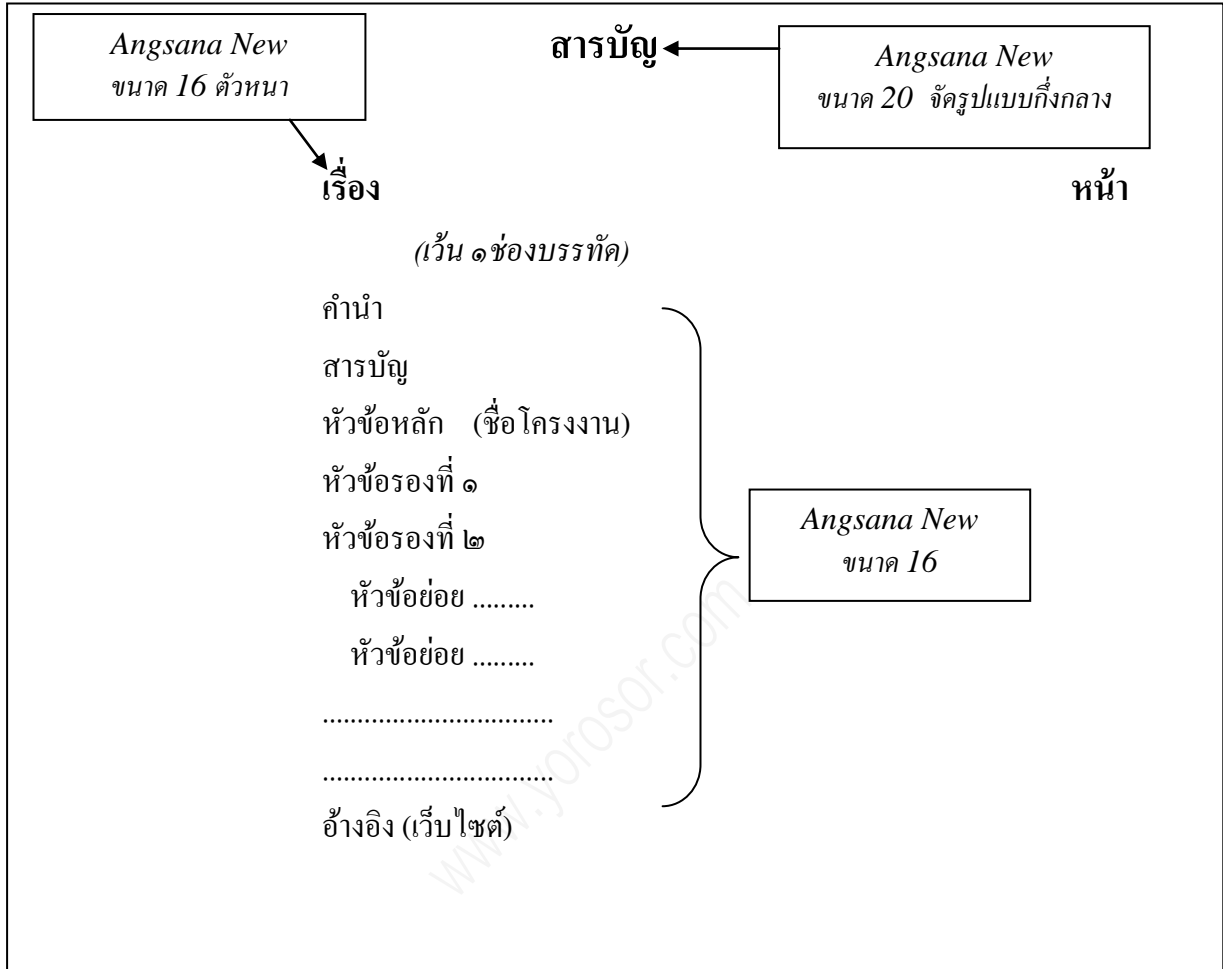 Angsana New
ขนาด 16 ตัวหนา
สารบัญ
Angsana New
ขนาด 20 จัดรูปแบบกึ่งกลาง
เรื่อง
หน้า
(เว้น ๑ช่องบรรทัด)
คำนำ
สารบัญ
หัวข้อหลัก (ชื่อโครงงาน)
หัวข้อรองที่ ๑
หัวข้อรองที่ ๒
หัวข้อย่อย .........
หัวข้อย่อย .........
.................................
.................................
อ้างอิง (เว็บไซต์)
Angsana New
ขนาด 16
www.yorosor.com